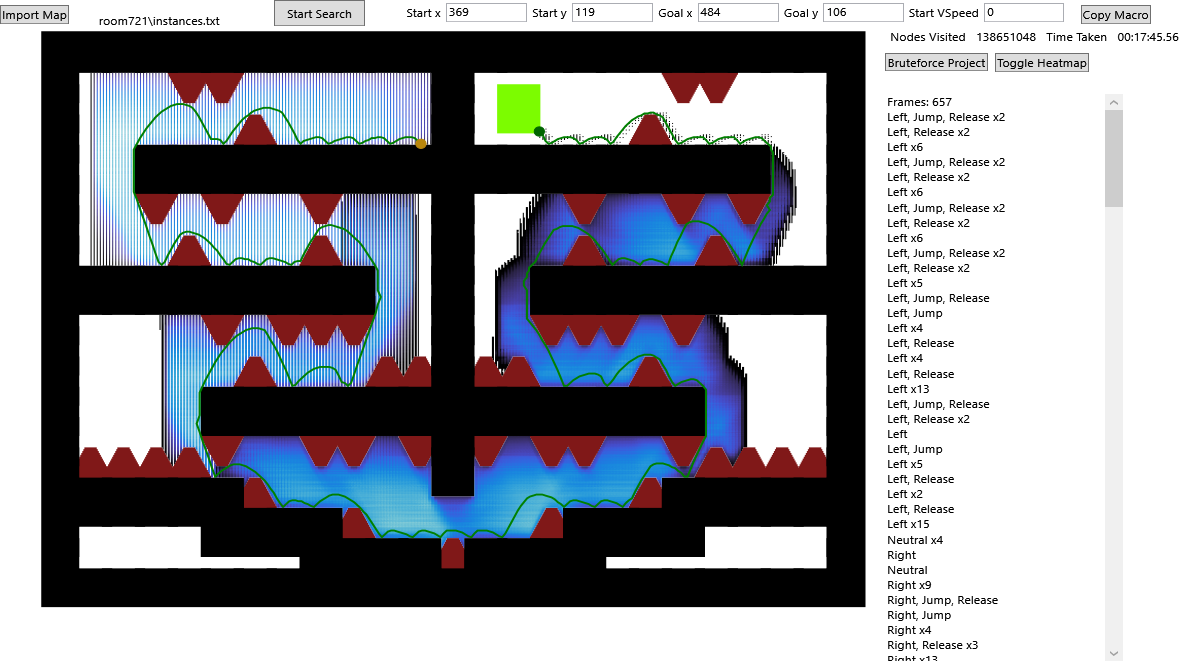 Import Map
room721\instances.txt
Start Search
Start x 369 Start y 119 Goal x 484 Goal y 106 Start VSpeed 0
Copy Macro
Nodes Visited 138651048 Time Taken 00:17:45.56
Bruteforce Project Toggle Heatmap
Frames: 657
Left, Jump, Release x2
Left, Release x2
Left x6
Left, Jump, Release x2
Left, Release x2
Left x6
Left, Jump, Release x2
Left, Release x2
Left x6
Left, Jump, Release x2
Left, Release x2
Left x5
Left, Jump, Release
Left, Jump
Left x4
Left, Release
Left x4
Left, Release
Left x13
Left, Jump, Release
Left, Release x2
Left
Left, Jump
Left x5
Left, Release
Left x2
Left, Release
Left x15
Neutral x4
Right
Neutral
Right x9
Right, Jump, Release
Right, Jump
Right x4
Right, Release x3
Right x13